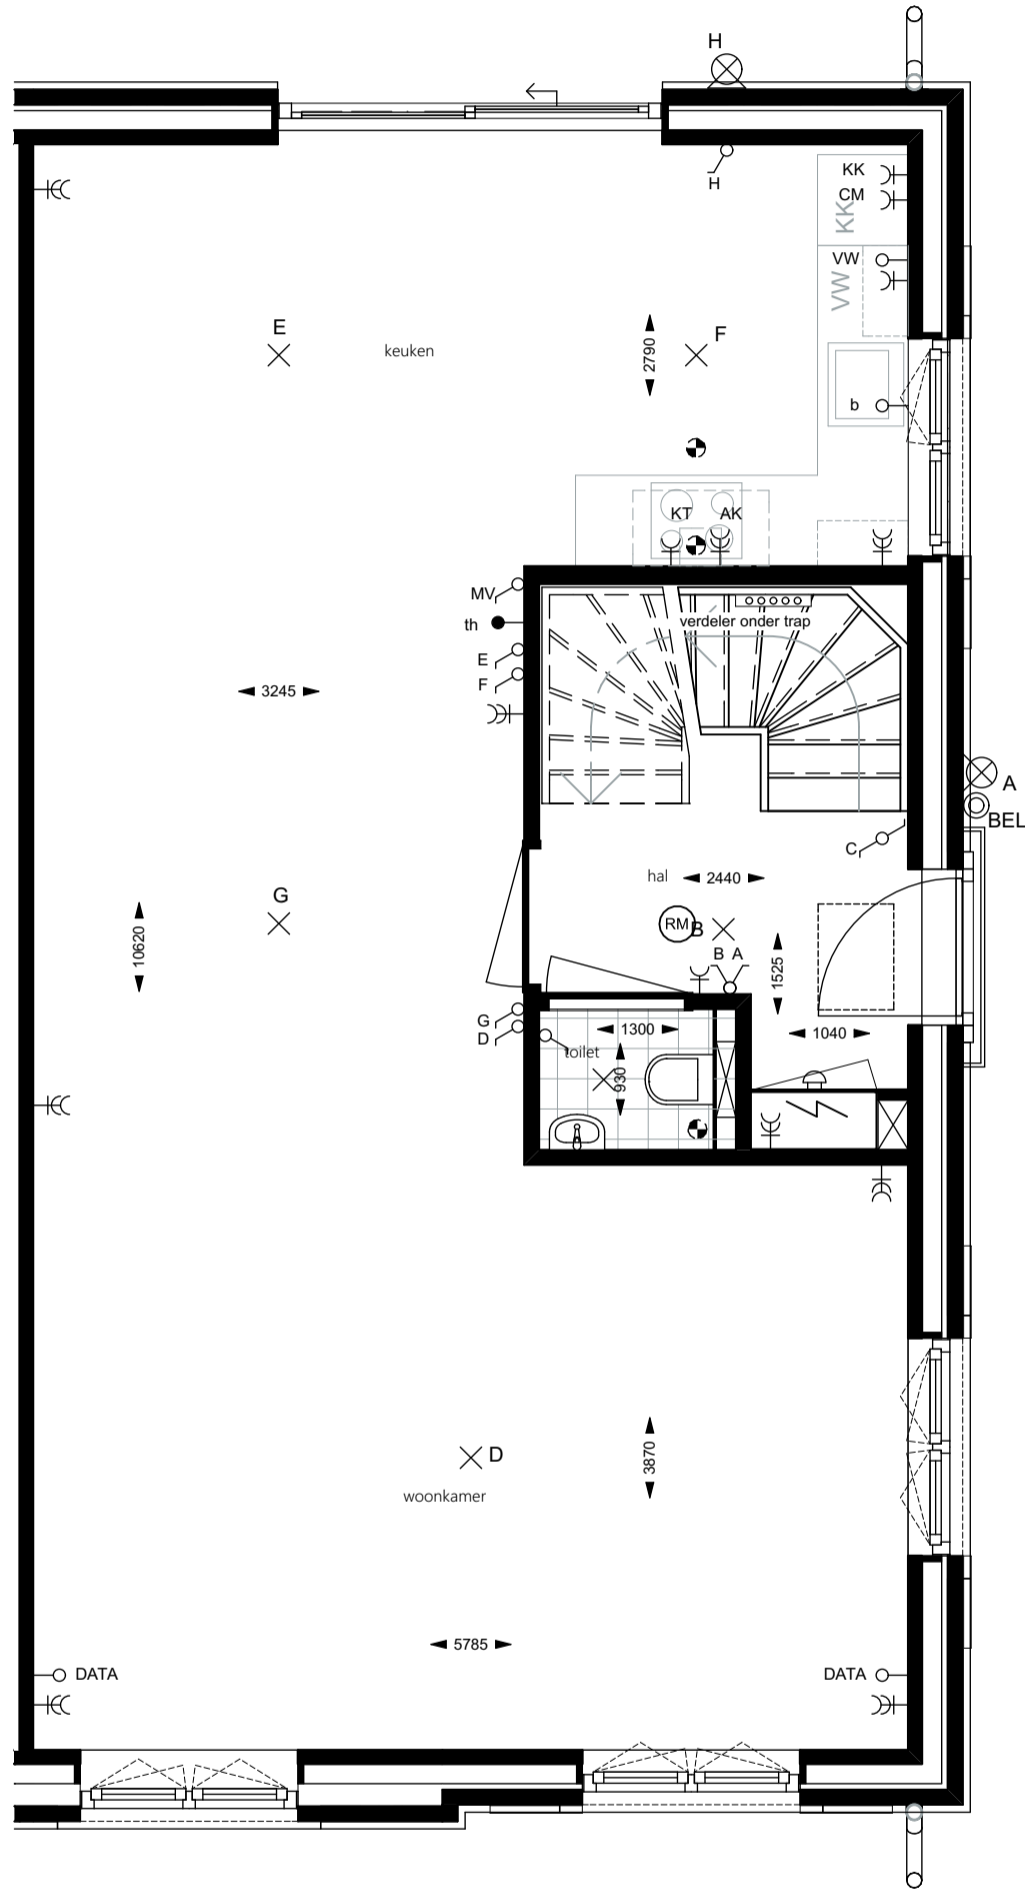 H
H
KK
CM
KK
VW
VW
E
keuken
2790
F
b
KT
AK
MV
th
E
F
verdeler onder trap
3245
A
BEL
C
hal
2440
G
10620
RM
B
B A
1525
G
D
1300
1040
toilet
930
D
woonkamer
3870
5785
DATA
DATA